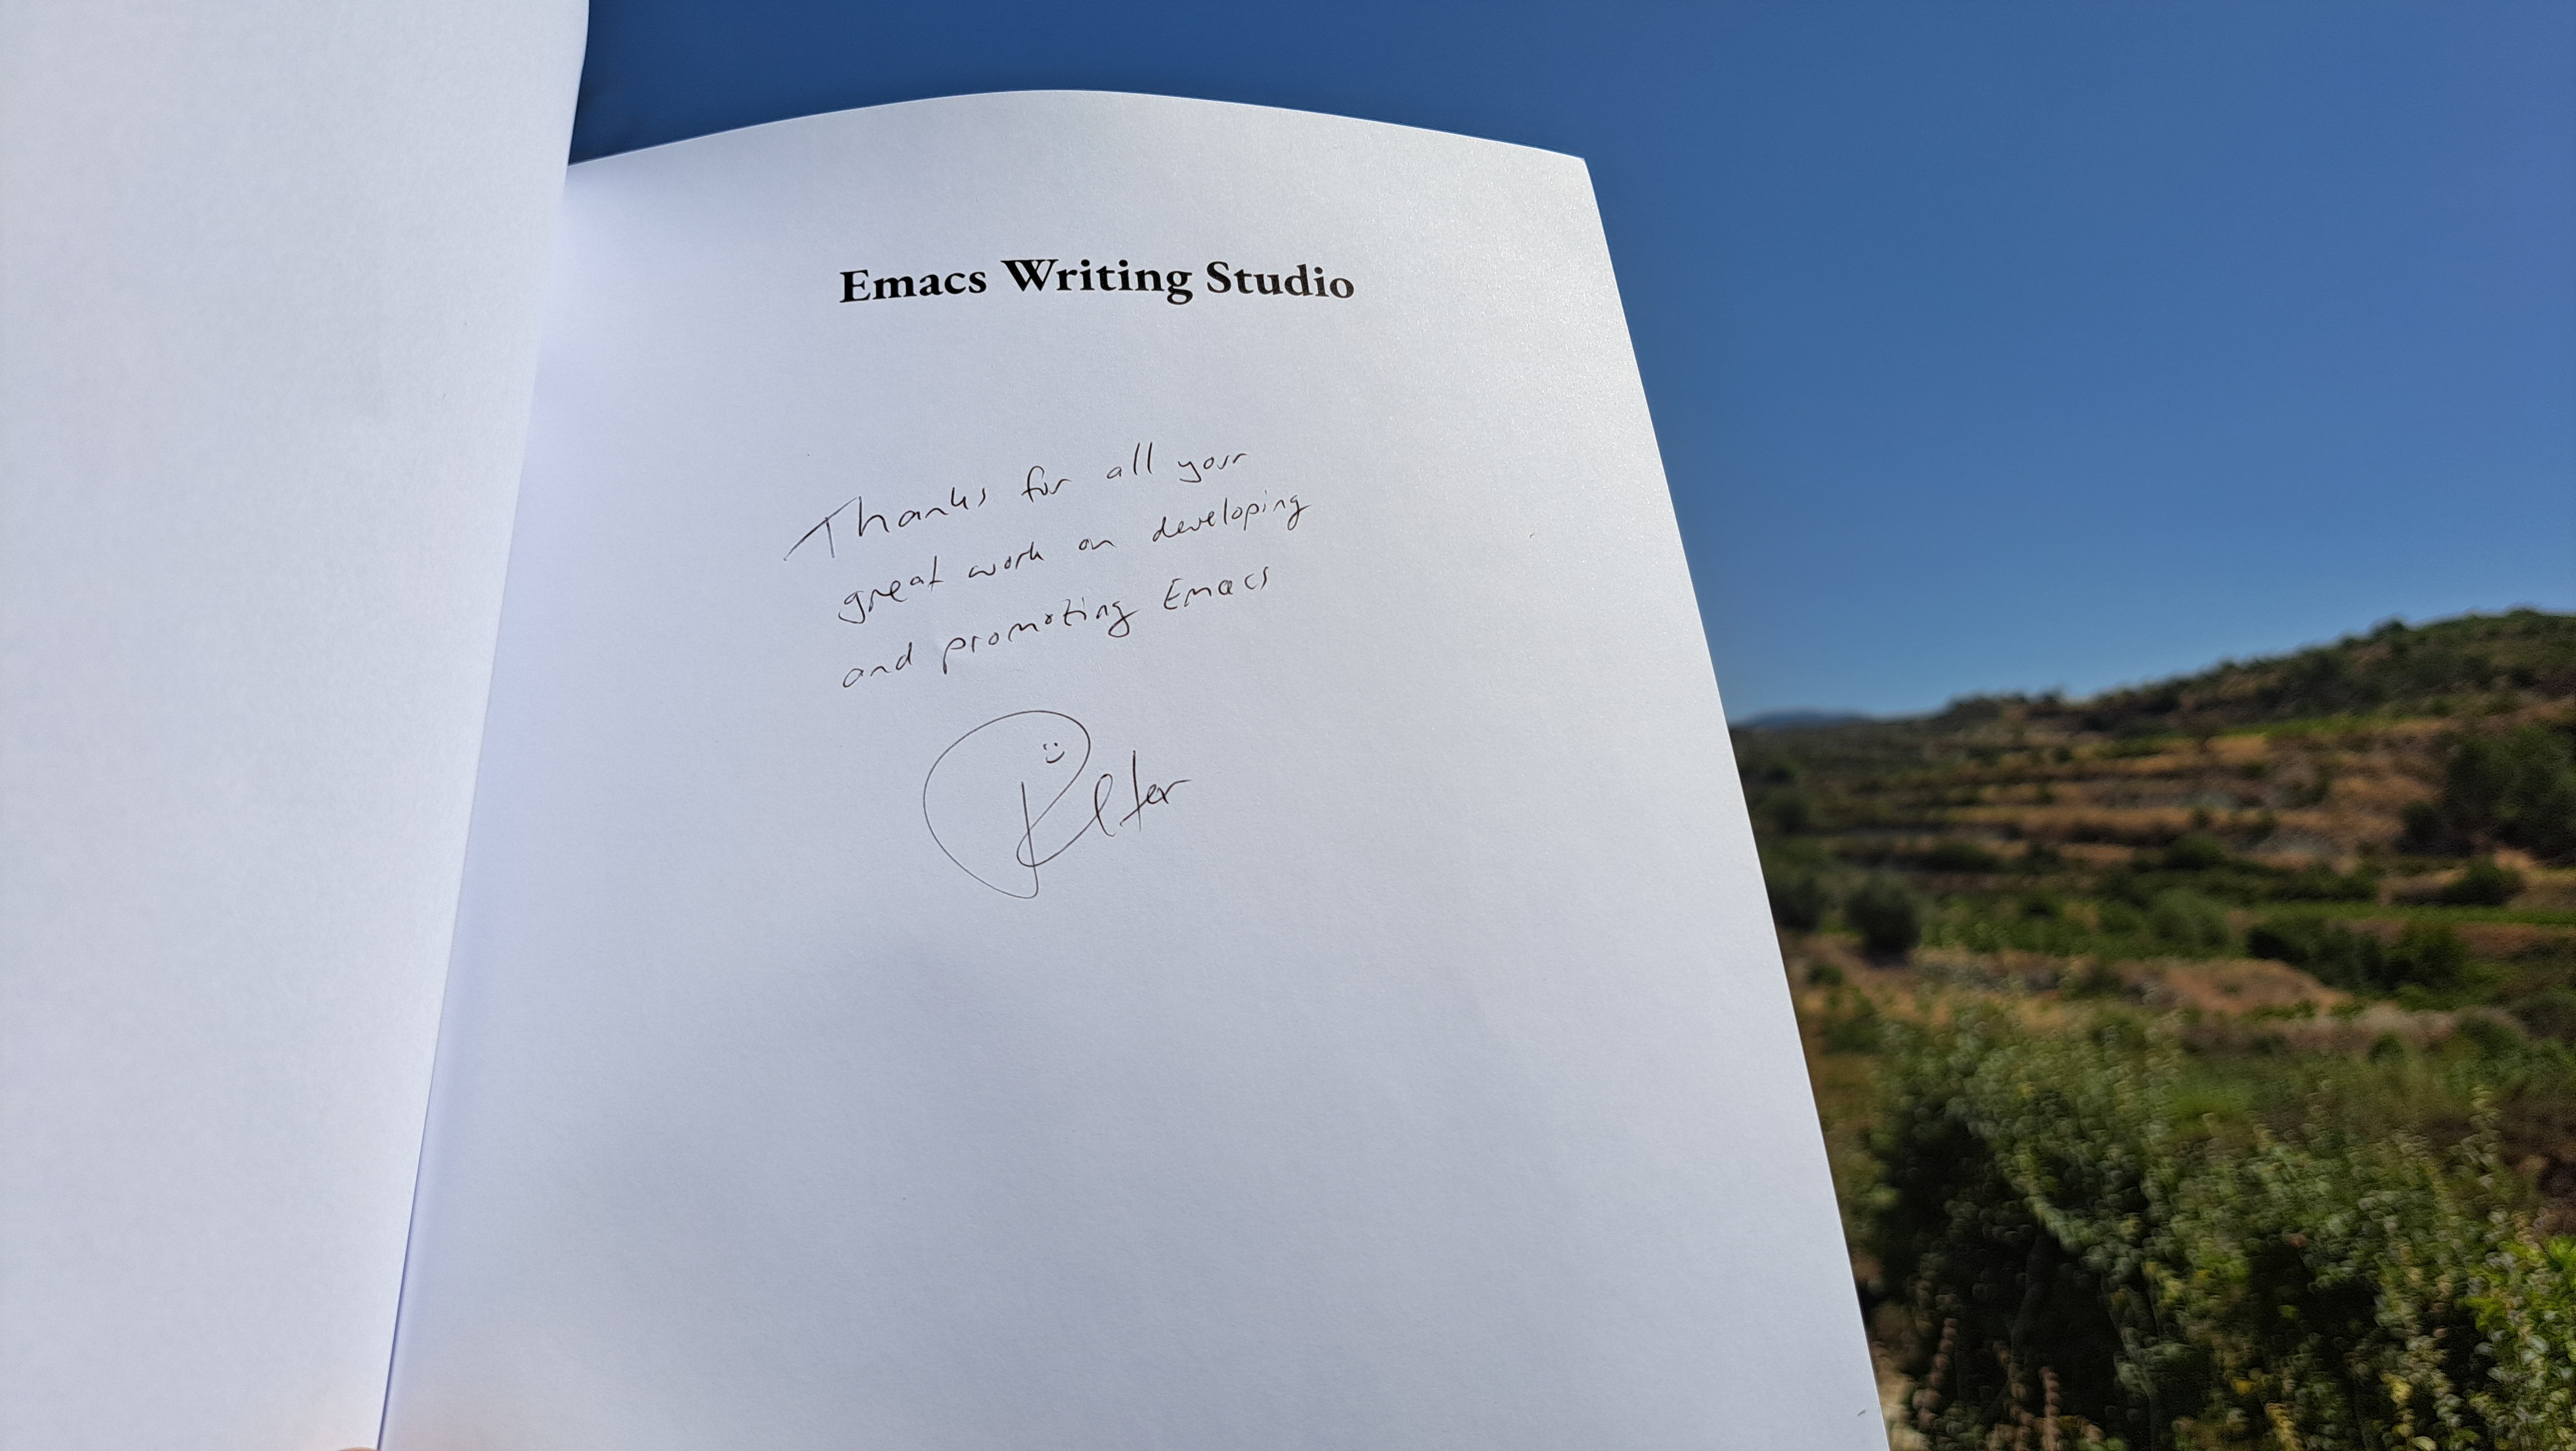 Emacs Writing Studio
Thanks for all your
great work on developing
and promoting Emacs
Peter